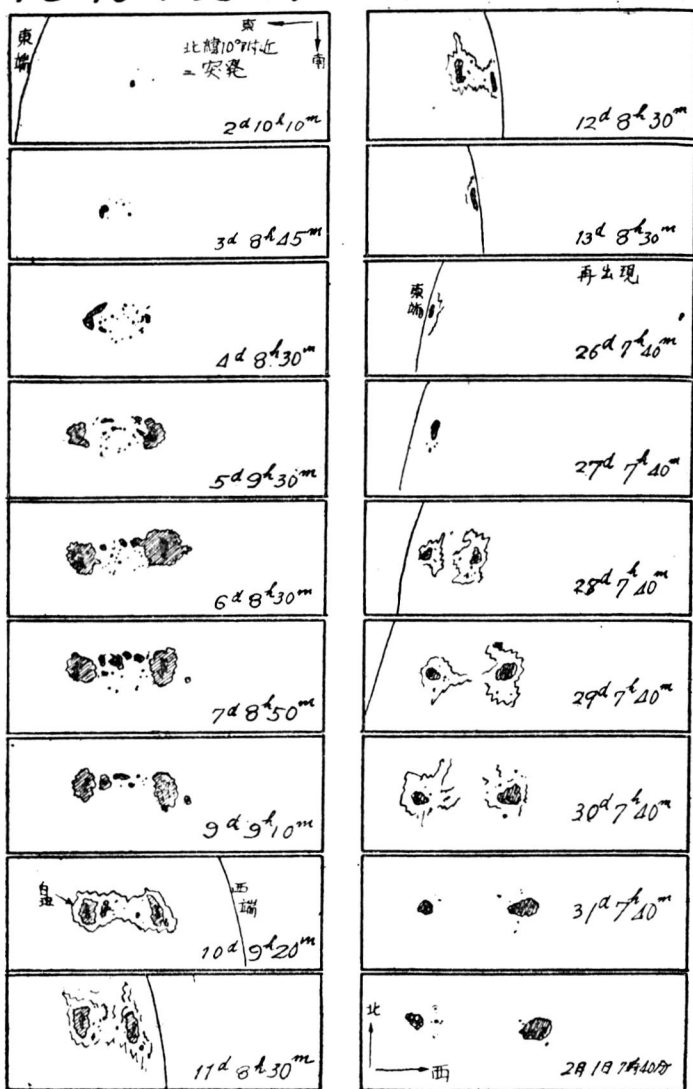 東端
東
南
北緯10°附近
ニ突発
2d 10h 10m
3d 8h 45m
4d 8h 30m
5d 9h 30m
6d 8h 30m
7d 8h 50m
9d 9h 10m
白斑
西端
10d 9h 20m
11d 8h 30m
12d 8h 30m
13d 8h 30m
再出現
東端
26d 7h 40m
27d 7h 40m
28d 7h 40m
29d 7h 40m
30d 7h 40m
31d 7h 40m
北
西
2月1日7時40分